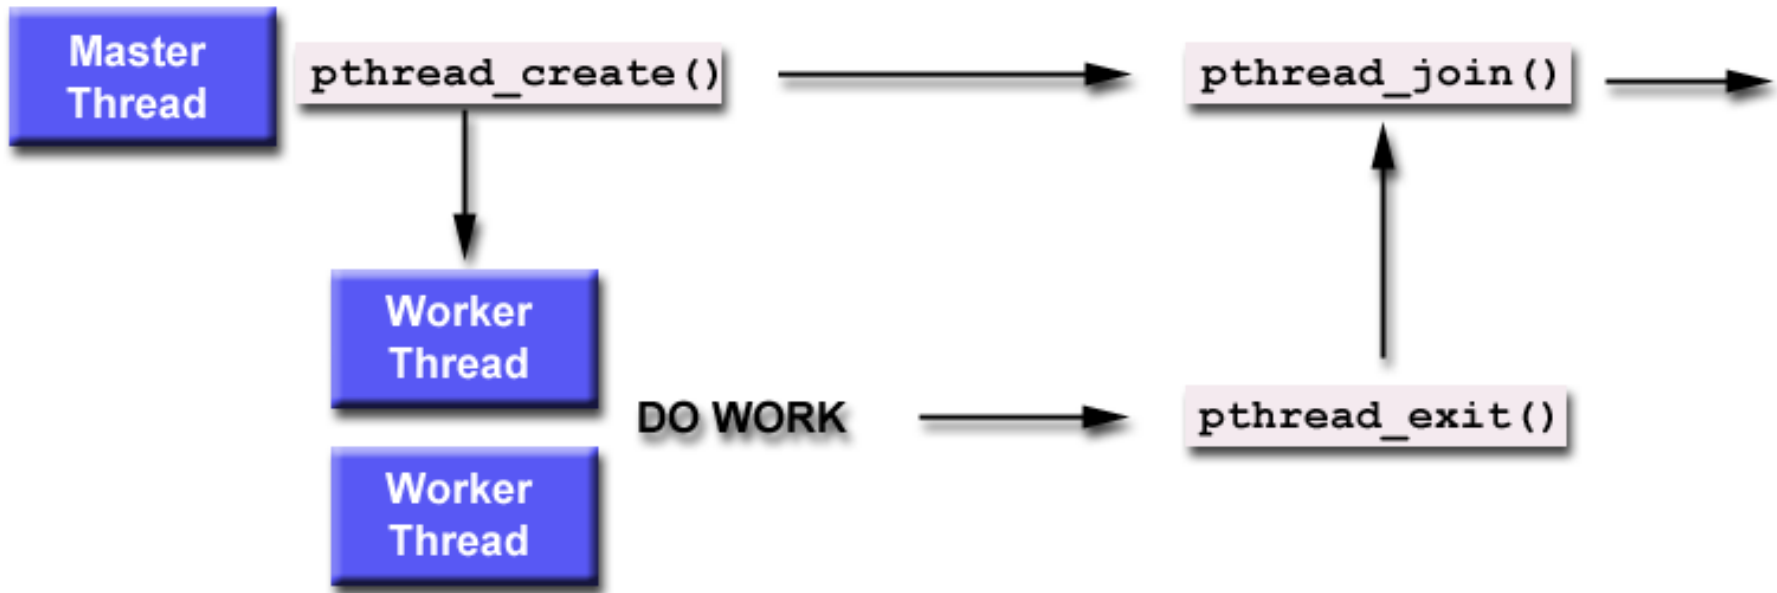 Master
Thread
pthread_create()
pthread_join()
Worker
Thread
DO WORK
pthread_exit()
Worker
Thread